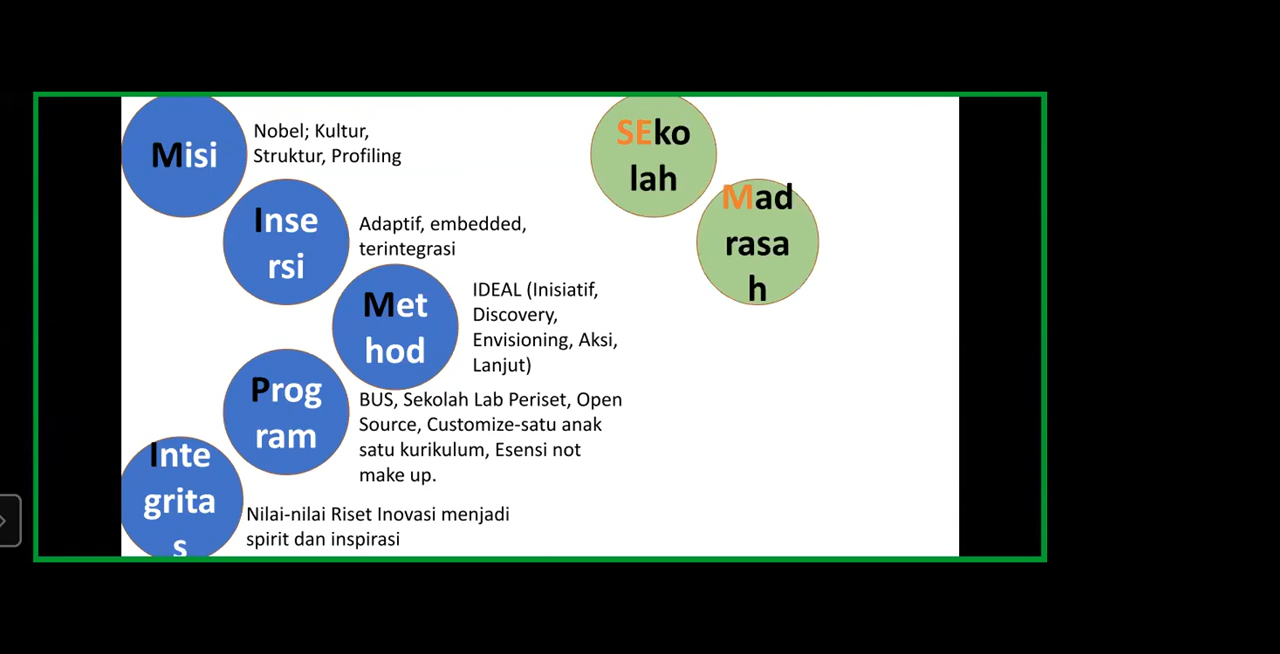 Misi
Nobel; Kultur,
Struktur, Profiling
Inse
rsi
Adaptif, embedded,
terintegrasi
Met
hod
IDEAL (Inisiatif,
Discovery,
Envisioning, Aksi,
Lanjut)
Prog
ram
BUS, Sekolah Lab Periset, Open
Source, Customize-satu anak
satu kurikulum, Esensi not
make up.
Inte
grita
s
Nilai-nilai Riset Inovasi menjadi
spirit dan inspirasi
SEko
lah
Mad
rasa
h